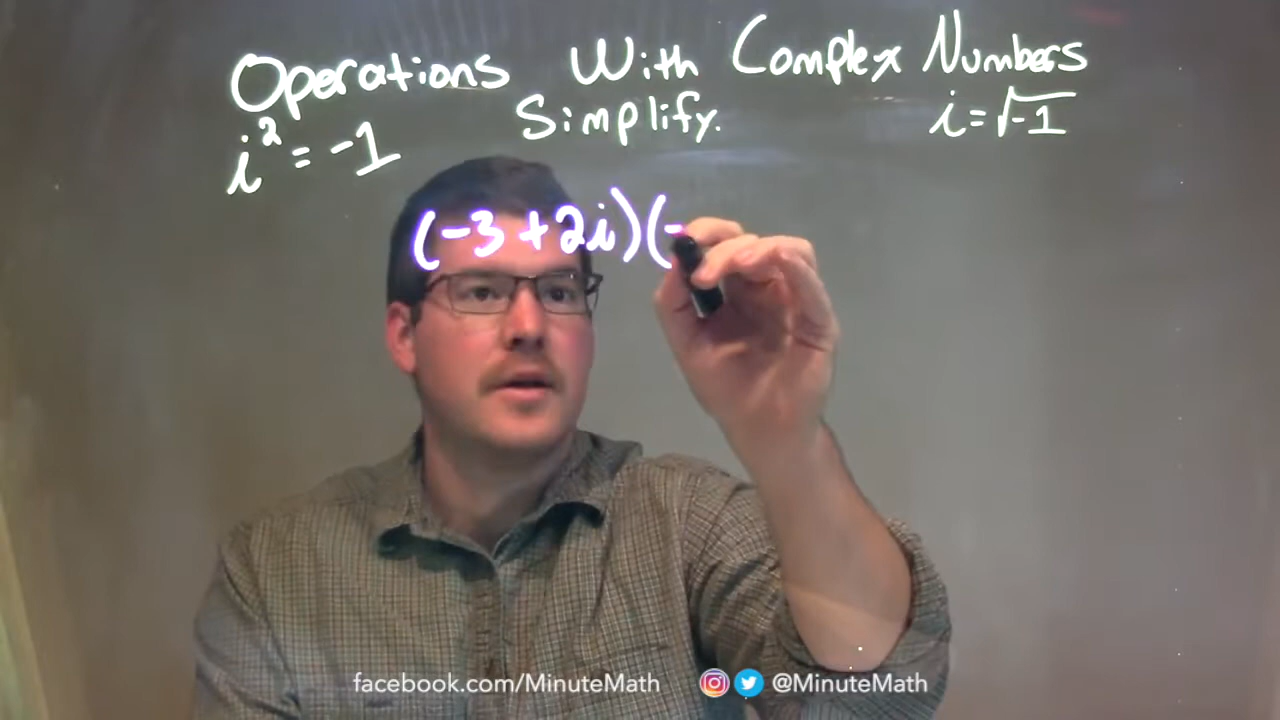 Operations With Complex Numbers
i² = -1 Simplify. i = √-1
(-3 + 2i)(-
facebook.com/MinuteMath @MinuteMath